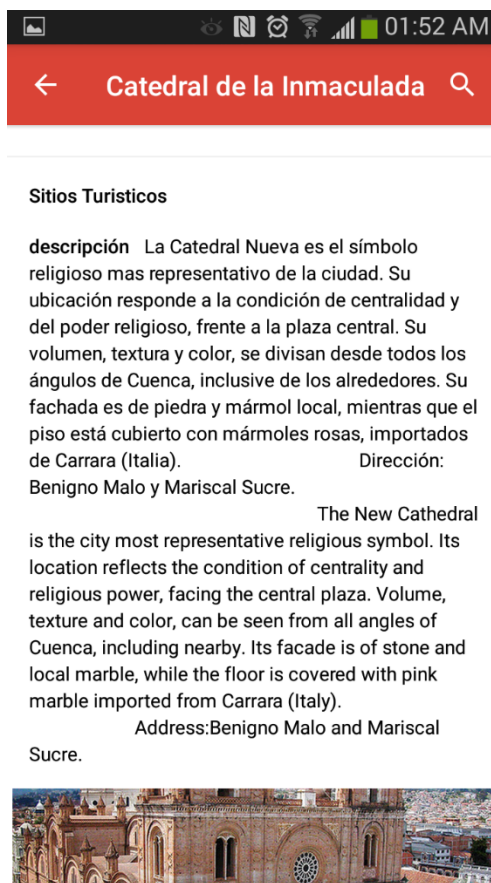 01:52 AM
Catedral de la Inmaculada
Sitios Turisticos
descripción La Catedral Nueva es el símbolo
religioso mas representativo de la ciudad. Su
ubicación responde a la condición de centralidad y
del poder religioso, frente a la plaza central. Su
volumen, textura y color, se divisan desde todos los
ángulos de Cuenca, inclusive de los alrededores. Su
fachada es de piedra y mármol local, mientras que el
piso está cubierto con mármoles rosas, importados
de Carrara (Italia). Dirección:
Benigno Malo y Mariscal Sucre.
The New Cathedral
is the city most representative religious symbol. Its
location reflects the condition of centrality and
religious power, facing the central plaza. Volume,
texture and color, can be seen from all angles of
Cuenca, including nearby. Its facade is of stone and
local marble, while the floor is covered with pink
marble imported from Carrara (Italy).
Address:Benigno Malo and Mariscal
Sucre.